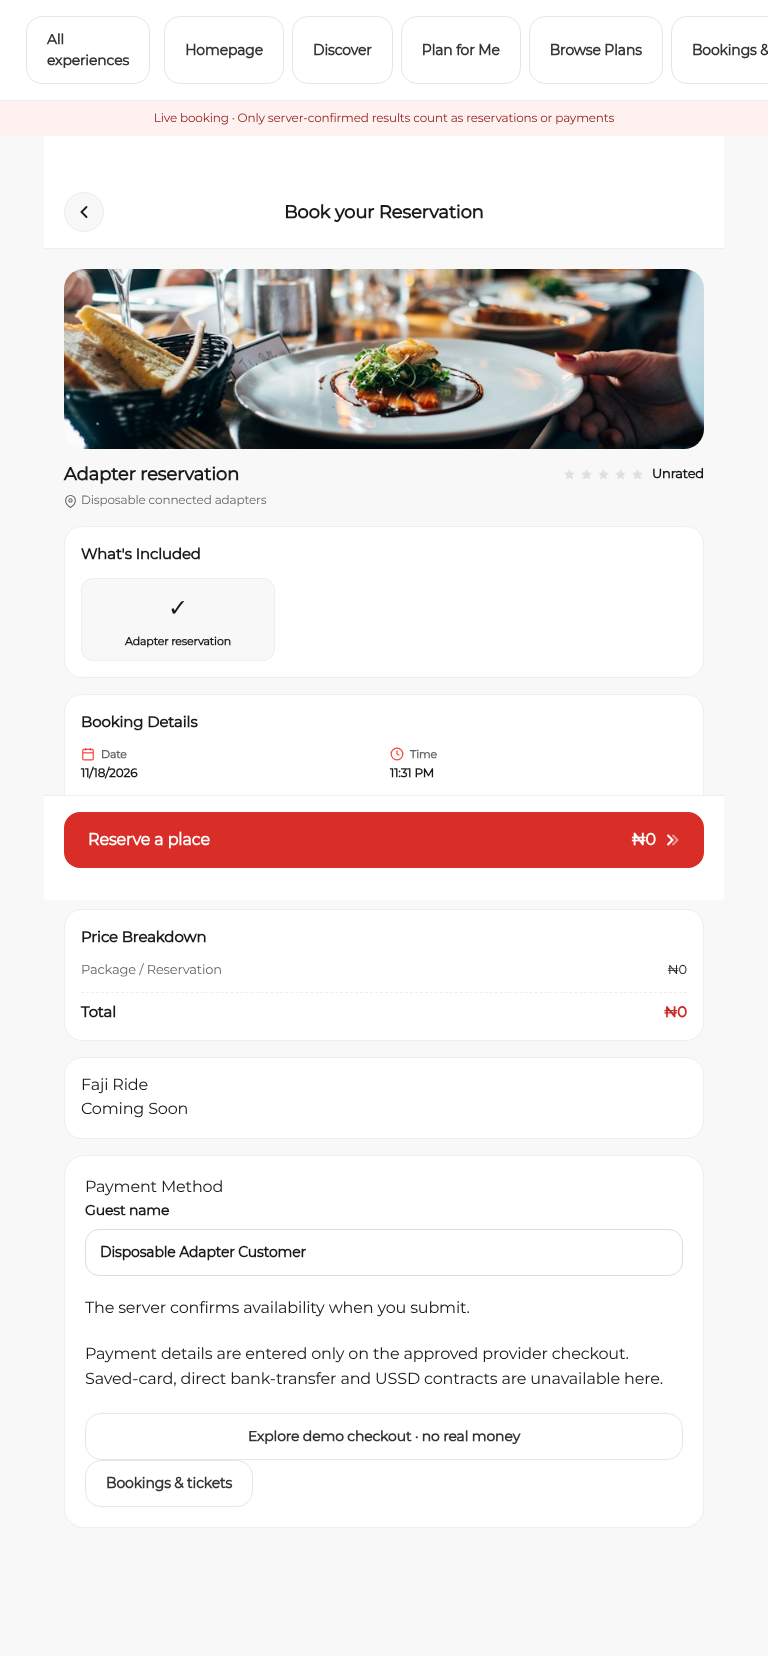 All
experiences
Homepage
Discover
Plan for Me
Browse Plans
Bookings &
Live booking · Only server-confirmed results count as reservations or payments
Book your Reservation
Adapter reservation
Unrated
Disposable connected adapters
What's Included
✓
Adapter reservation
Booking Details
Date
Time
11/18/2026
11:31 PM
Reserve a place
₦0
Price Breakdown
Package / Reservation
₦0
Total
₦0
Faji Ride
Coming Soon
Payment Method
Guest name
Disposable Adapter Customer
The server confirms availability when you submit.
Payment details are entered only on the approved provider checkout.
Saved-card, direct bank-transfer and USSD contracts are unavailable here.
Explore demo checkout · no real money
Bookings & tickets